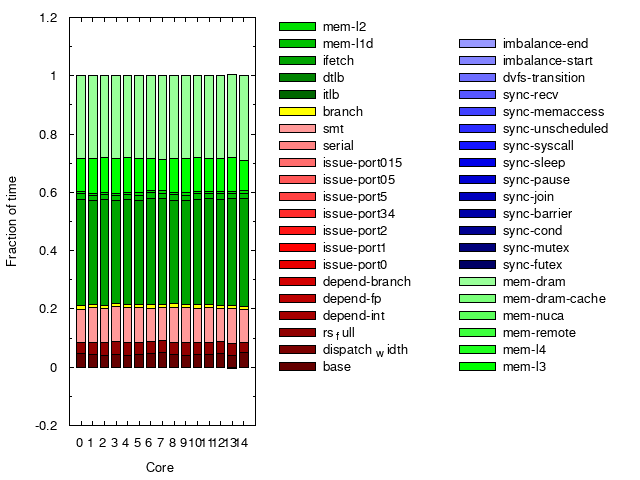 1.2
1
0.8
0.6
0.4
0.2
0
-0.2
Fraction of time
0 1 2 3 4 5 6 7 8 9 10 11 12 13 14
Core
mem-l2
mem-l1d
ifetch
dtlb
itlb
branch
smt
serial
issue-port015
issue-port05
issue-port5
issue-port34
issue-port2
issue-port1
issue-port0
depend-branch
depend-fp
depend-int
rsfull
dispatchwidth
base
imbalance-end
imbalance-start
dvfs-transition
sync-recv
sync-memaccess
sync-unscheduled
sync-syscall
sync-sleep
sync-pause
sync-join
sync-barrier
sync-cond
sync-mutex
sync-futex
mem-dram
mem-dram-cache
mem-nuca
mem-remote
mem-l4
mem-l3